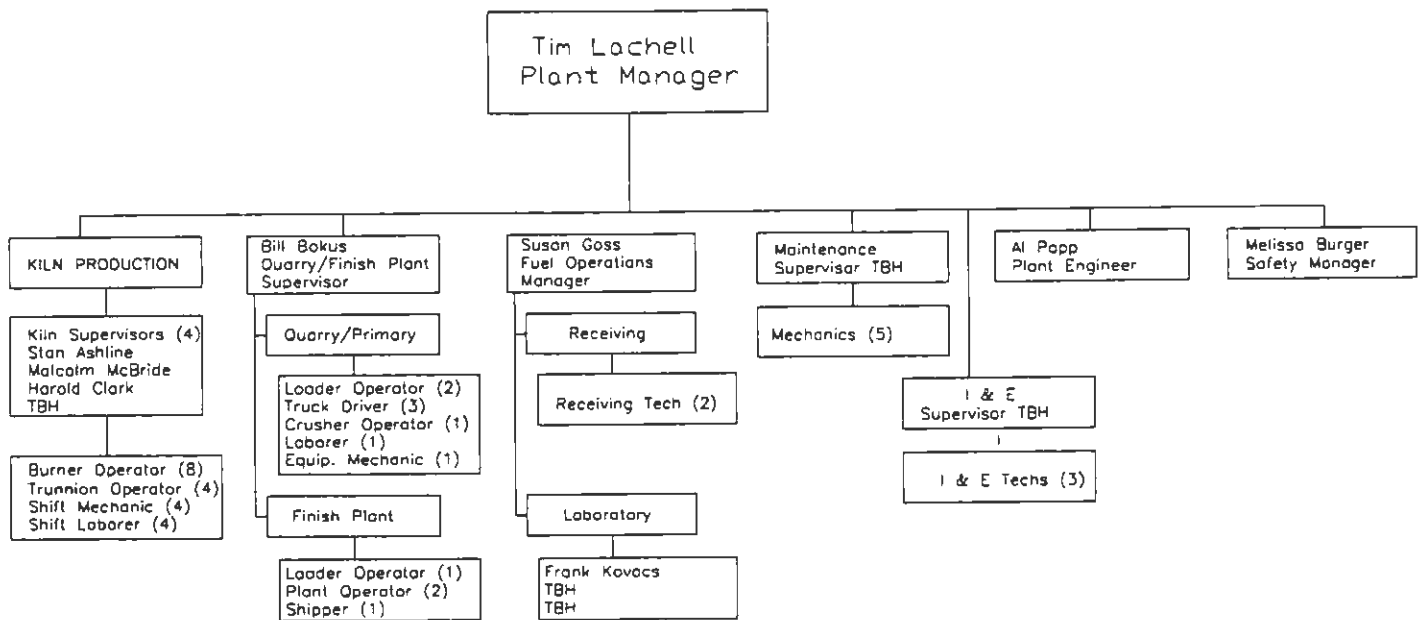 Tim Lachell
Plant Manager
KILN PRODUCTION
Kiln Supervisors (4)
Stan Ashline
Malcolm McBride
Harold Clark
TBH
Burner Operator (8)
Trunnion Operator (4)
Shift Mechanic (4)
Shift Laborer (4)
Bill Bokus
Quarry/Finish Plant
Supervisor
Quarry/Primary
Loader Operator (2)
Truck Driver (3)
Crusher Operator (1)
Laborer (1)
Equip. Mechanic (1)
Finish Plant
Loader Operator (1)
Plant Operator (2)
Shipper (1)
Susan Goss
Fuel Operations
Manager
Receiving
Receiving Tech (2)
Laboratory
Frank Kovacs
TBH
TBH
Maintenance
Supervisor TBH
Mechanics (5)
I & E
Supervisor TBH
I & E Techs (3)
Al Papp
Plant Engineer
Melissa Burger
Safety Manager